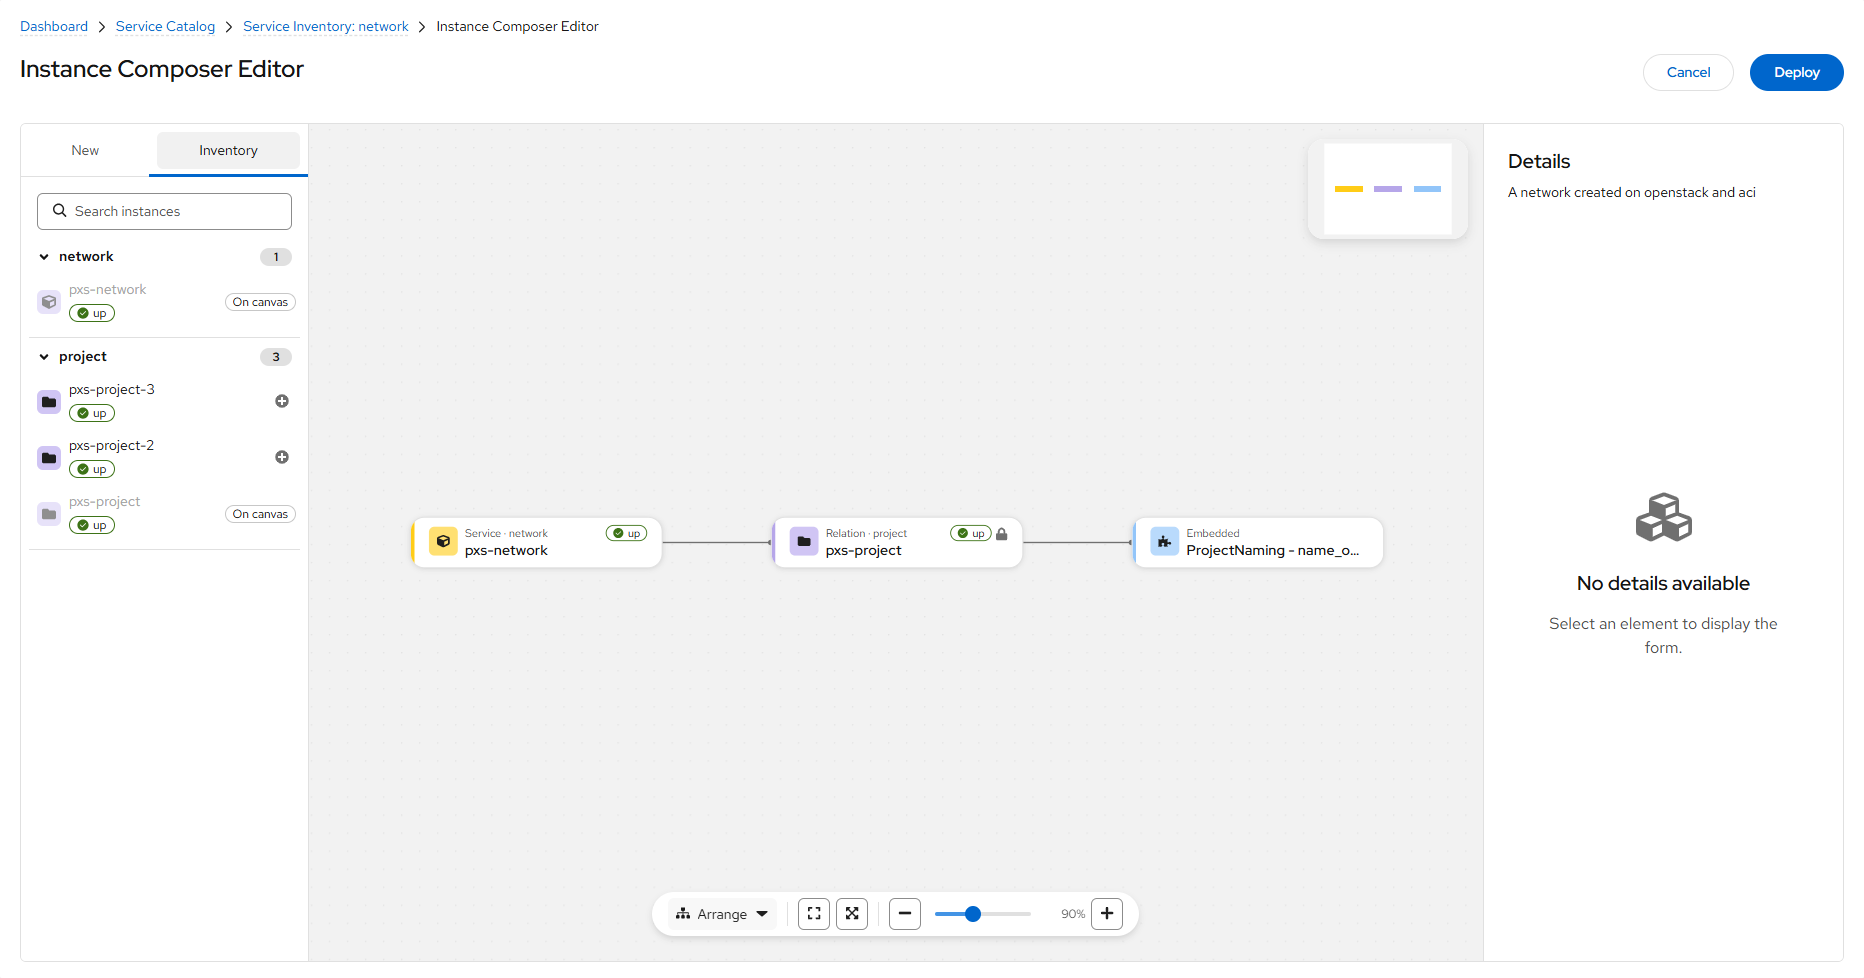 Dashboard > Service Catalog > Service Inventory: network > Instance Composer Editor
Instance Composer Editor
Cancel
Deploy
New
Inventory
Search instances
network
1
pxs-network
up
On canvas
project
3
pxs-project-3
up
pxs-project-2
up
pxs-project
up
On canvas
Service · network
up
pxs-network
Relation · project
up
pxs-project
Embedded
ProjectNaming - name_o...
Arrange
90%
Details
A network created on openstack and aci
No details available
Select an element to display the
form.